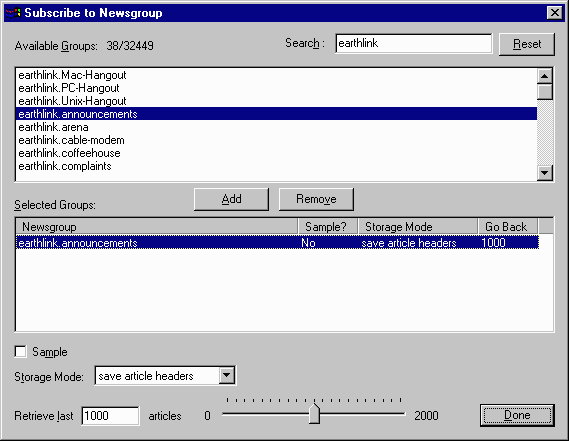 Subscribe to Newsgroup
Available Groups: 38/32449 Search: earthlink Reset
earthlink.Mac-Hangout
earthlink.PC-Hangout
earthlink.Unix-Hangout
earthlink.announcements
earthlink.arena
earthlink.cable-modem
earthlink.coffeehouse
earthlink.complaints
Selected Groups: Add Remove
Newsgroup Sample? Storage Mode Go Back
earthlink.announcements No save article headers 1000
Sample
Storage Mode: save article headers
Retrieve last 1000 articles 0 2000 Done